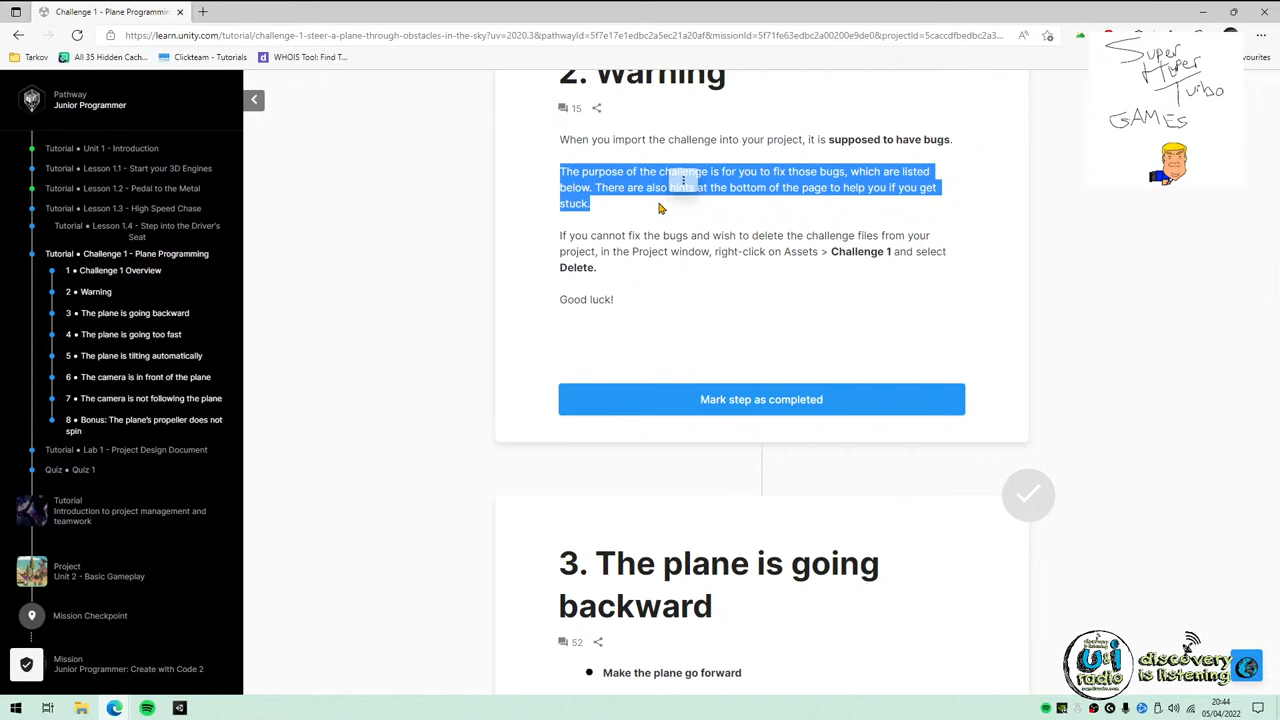 Challenge 1 - Plane Programming
https://learn.unity.com/tutorial/challenge-1-steer-a-plane-through-obstacles-in-the-sky?uv=2020.3&pathwayId=5f7e17e1edbc2a5ec21a20af&missionId=5f71fe63edbc2a00200e9de0&projectId=5caccdfbedbc2a3...
Tarkov
All 35 Hidden Cach...
Clickteam - Tutorials
WHOIS Tool: Find T...
vourites
Super
Hyper
Turbo
GAMES
Pathway
Junior Programmer
Tutorial • Unit 1 - Introduction
Tutorial • Lesson 1.1 - Start your 3D Engines
Tutorial • Lesson 1.2 - Pedal to the Metal
Tutorial • Lesson 1.3 - High Speed Chase
Tutorial • Lesson 1.4 - Step into the Driver's
Seat
Tutorial • Challenge 1 - Plane Programming
1 • Challenge 1 Overview
2 • Warning
3 • The plane is going backward
4 • The plane is going too fast
5 • The plane is tilting automatically
6 • The camera is in front of the plane
7 • The camera is not following the plane
8 • Bonus: The plane's propeller does not
spin
Tutorial • Lab 1 - Project Design Document
Quiz • Quiz 1
Tutorial
Introduction to project management and
teamwork
Project
Unit 2 - Basic Gameplay
Mission Checkpoint
Mission
Junior Programmer: Create with Code 2
2. Warning
15
When you import the challenge into your project, it is supposed to have bugs.
The purpose of the challenge is for you to fix those bugs, which are listed
below. There are also hints at the bottom of the page to help you if you get
stuck.
If you cannot fix the bugs and wish to delete the challenge files from your
project, in the Project window, right-click on Assets > Challenge 1 and select
Delete.
Good luck!
Mark step as completed
3. The plane is going
backward
52
Make the plane go forward
discovery is listening
radio
discovery
is listening
20:44
05/04/2022